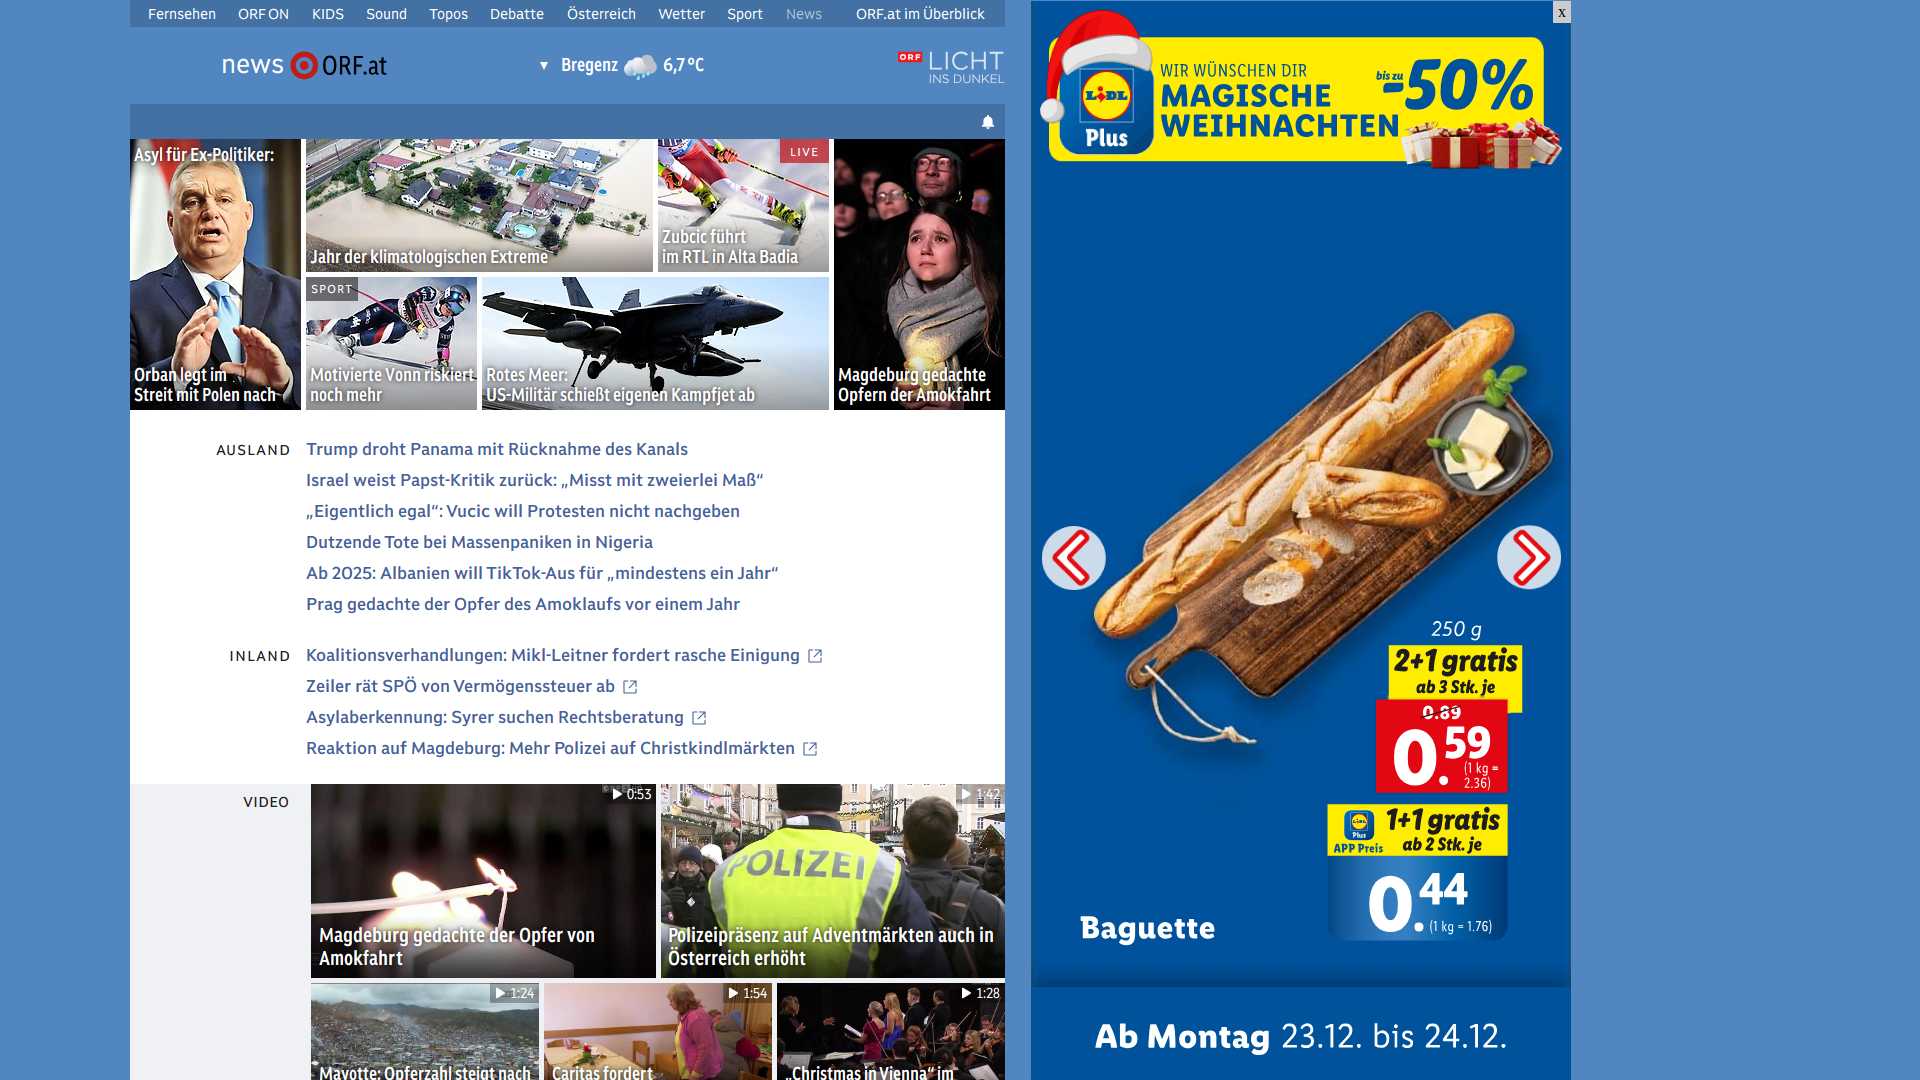 Fernsehen ORF ON KIDS Sound Topos Debatte Österreich Wetter Sport News ORF.at im Überblick
news ORF.at
▼ Bregenz 6,7 °C
ORF LICHT
INS DUNKEL
Asyl für Ex-Politiker:
Orban legt im
Streit mit Polen nach
Jahr der klimatologischen Extreme
LIVE
Zubcic führt
im RTL in Alta Badia
SPORT
Motivierte Vonn riskiert
noch mehr
Rotes Meer:
US-Militär schießt eigenen Kampfjet ab
Magdeburg gedachte
Opfern der Amokfahrt
AUSLAND
Trump droht Panama mit Rücknahme des Kanals
Israel weist Papst-Kritik zurück: „Misst mit zweierlei Maß“
„Eigentlich egal“: Vucic will Protesten nicht nachgeben
Dutzende Tote bei Massenpaniken in Nigeria
Ab 2025: Albanien will TikTok-Aus für „mindestens ein Jahr“
Prag gedachte der Opfer des Amoklaufs vor einem Jahr
INLAND
Koalitionsverhandlungen: Mikl-Leitner fordert rasche Einigung
Zeiler rät SPÖ von Vermögenssteuer ab
Asylaberkennung: Syrer suchen Rechtsberatung
Reaktion auf Magdeburg: Mehr Polizei auf Christkindlmärkten
VIDEO
0:53
Magdeburg gedachte der Opfer von
Amokfahrt
1:42
POLIZEI
Polizeipräsenz auf Adventmärkten auch in
Österreich erhöht
1:24
Mayotte: Opferzahl steigt nach
1:54
Caritas fordert
1:28
„Christmas in Vienna“ im
x
LIDL
Plus
WIR WÜNSCHEN DIR
MAGISCHE
WEIHNACHTEN
bis zu
-50%
250 g
2+1 gratis
ab 3 Stk. je
0.89
0.59
(1 kg =
2.36)
LIDL
Plus
APP Preis
1+1 gratis
ab 2 Stk. je
0.44
(1 kg = 1.76)
Baguette
Ab Montag 23.12. bis 24.12.